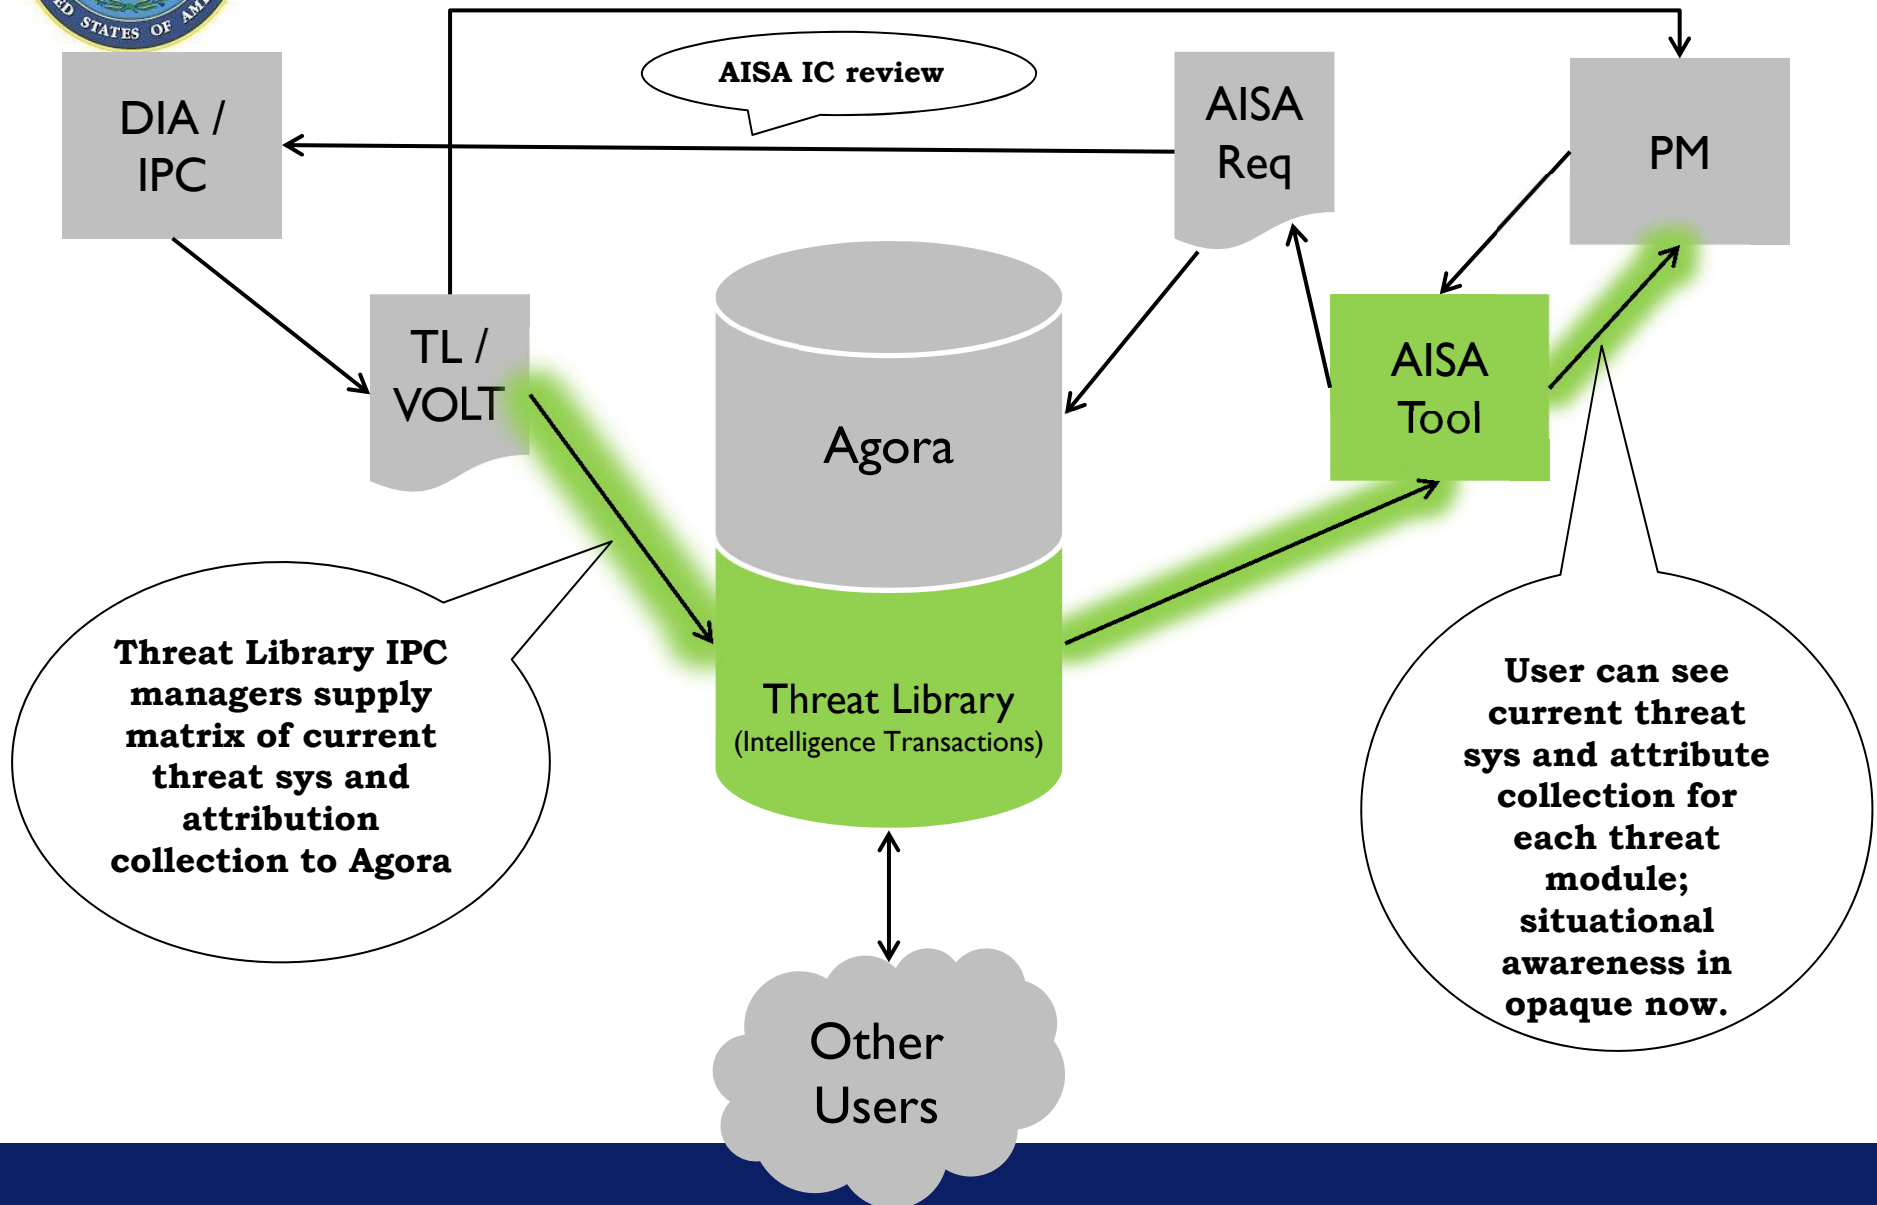 STATES OF
DIA /
IPC
AISA IC review
AISA
Req
PM
TL /
VOLT
Agora
AISA
Tool
Threat Library
(Intelligence Transactions)
Threat Library IPC
managers supply
matrix of current
threat sys and
attribution
collection to Agora
User can see
current threat
sys and attribute
collection for
each threat
module;
situational
awareness in
opaque now.
Other
Users